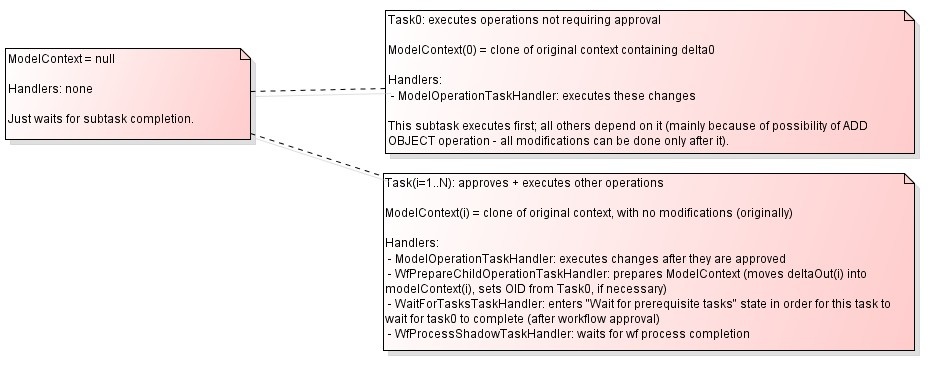 ModelContext = null
Handlers: none
Just waits for subtask completion.
Task0: executes operations not requiring approval
ModelContext(0) = clone of original context containing delta0
Handlers:
- ModelOperationTaskHandler: executes these changes
This subtask executes first; all others depend on it (mainly because of possibility of ADD
OBJECT operation - all modifications can be done only after it).
Task(i=1..N): approves + executes other operations
ModelContext(i) = clone of original context, with no modifications (originally)
Handlers:
- ModelOperationTaskHandler: executes changes after they are approved
- WfPrepareChildOperationTaskHandler: prepares ModelContext (moves deltaOut(i) into
modelContext(i), sets OID from Task0, if necessary)
- WaitForTasksTaskHandler: enters "Wait for prerequisite tasks" state in order for this task to
wait for task0 to complete (after workflow approval)
- WfProcessShadowTaskHandler: waits for wf process completion